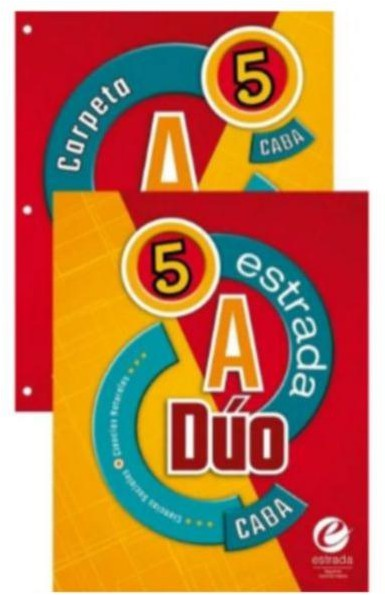 Carpeta
5
CABA
A
5
estrada
A
Dúo
Ciencias Sociales
Ciencias Naturales
CABA
e
estrada